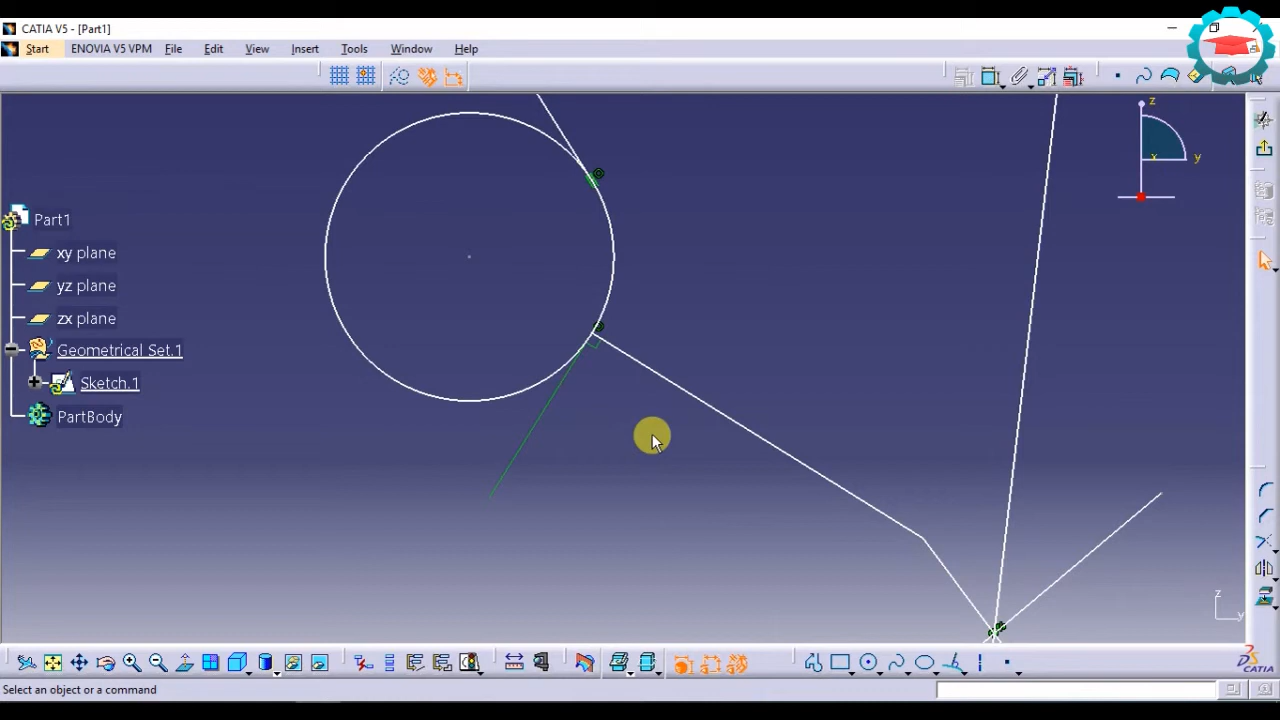 CATIA V5 - [Part1]
Start ENOVIA V5 VPM File Edit View Insert Tools Window Help
z
x y
Part1
xy plane
yz plane
zx plane
Geometrical Set.1
Sketch.1
PartBody
z
y
CATIA
Select an object or a command